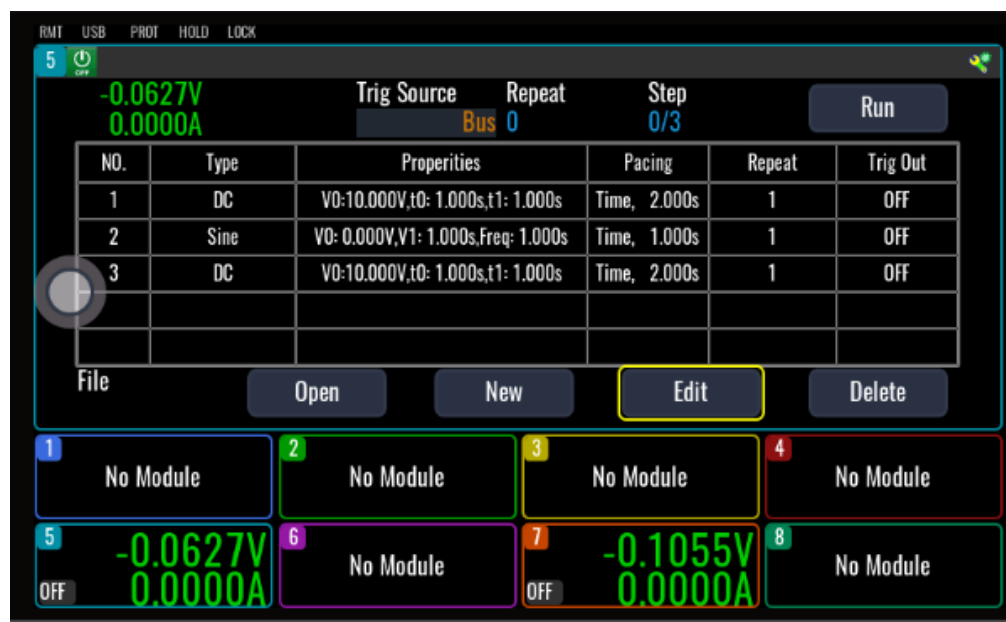 RMT USB PROT HOLD LOCK
5 OFF
-0.0627V Trig Source Repeat Step Run
0.0000A Bus 0 0/3
NO. Type Properities Pacing Repeat Trig Out
1 DC V0:10.000V,t0: 1.000s,t1: 1.000s Time, 2.000s 1 OFF
2 Sine V0: 0.000V,V1: 1.000s,Freq: 1.000s Time, 1.000s 1 OFF
3 DC V0:10.000V,t0: 1.000s,t1: 1.000s Time, 2.000s 1 OFF
File Open New Edit Delete
1 2 3 4
No Module No Module No Module No Module
5 -0.0627V 6 No Module 7 -0.1055V 8 No Module
OFF 0.0000A OFF 0.0000A